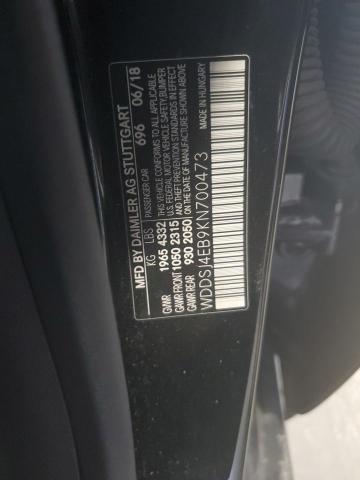 MFD BY DAIMLER AG STUTTGART
696 06/18
KG LBS PASSENGER CAR
GVWR 1965 4332
GAWR FRONT 1050 2315
GAWR REAR 930 2050
THIS VEHICLE CONFORMS TO ALL APPLICABLE
U.S. FEDERAL MOTOR VEHICLE SAFETY, BUMPER,
AND THEFT PREVENTION STANDARDS IN EFFECT
ON THE DATE OF MANUFACTURE SHOWN ABOVE
WDDSJ4EB9KN700473
MADE IN HUNGARY